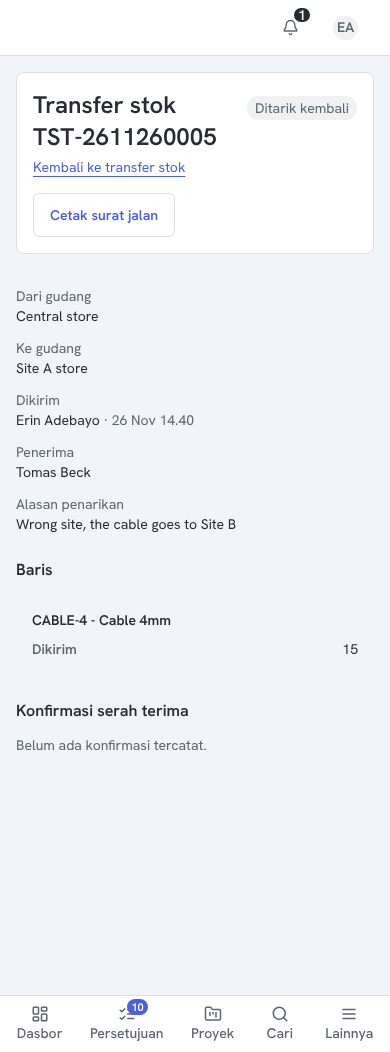 1
EA
Transfer stok
TST-2611260005
Ditarik kembali
Kembali ke transfer stok
Cetak surat jalan
Dari gudang
Central store
Ke gudang
Site A store
Dikirim
Erin Adebayo · 26 Nov 14.40
Penerima
Tomas Beck
Alasan penarikan
Wrong site, the cable goes to Site B
Baris
CABLE-4 - Cable 4mm
Dikirim 15
Konfirmasi serah terima
Belum ada konfirmasi tercatat.
10
Dasbor Persetujuan Proyek Cari Lainnya